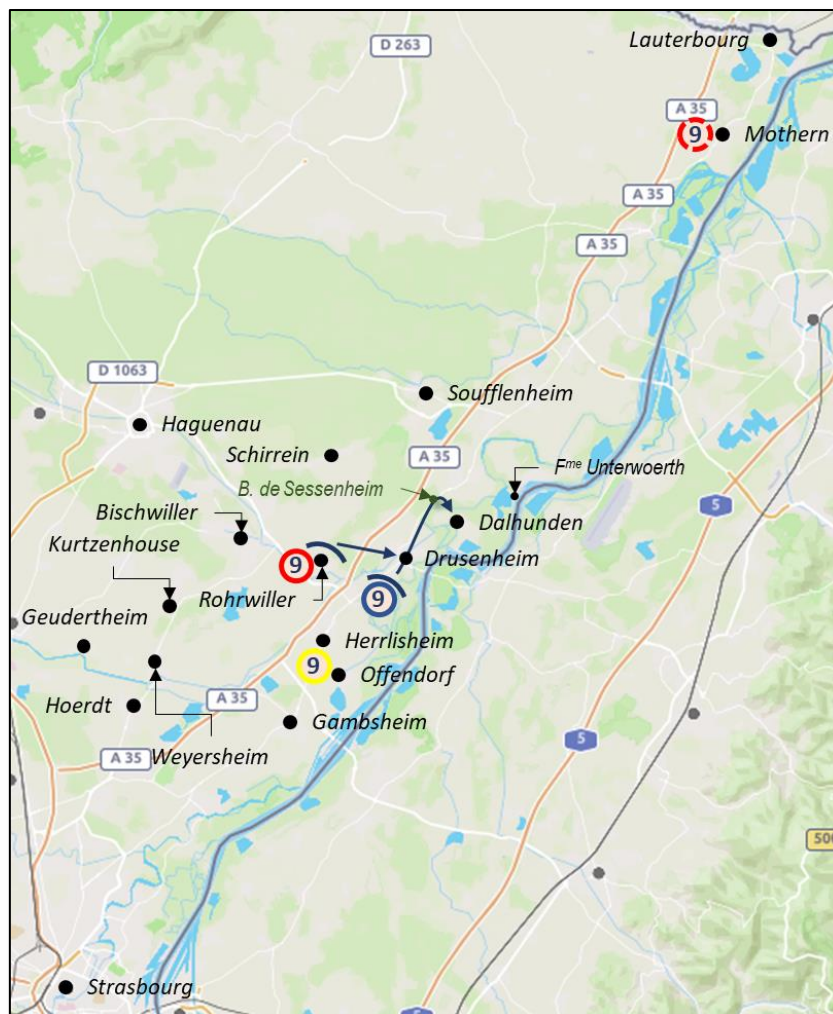 Lauterbourg
D 263
A 35
9
Mothern
A 35
A 35
D 1063
Soufflenheim
Haguenau
Schirrein
A 35
Fme Unterwoerth
B. de Sessenheim
5
Bischwiller
Dalhunden
Kurtzenhouse
Drusenheim
9
Rohrwiller
9
Geudertheim
Herrlisheim
9
Offendorf
A 35
Hoerdt
Gambsheim
5
A 35
Weyersheim
500
Strasbourg
5